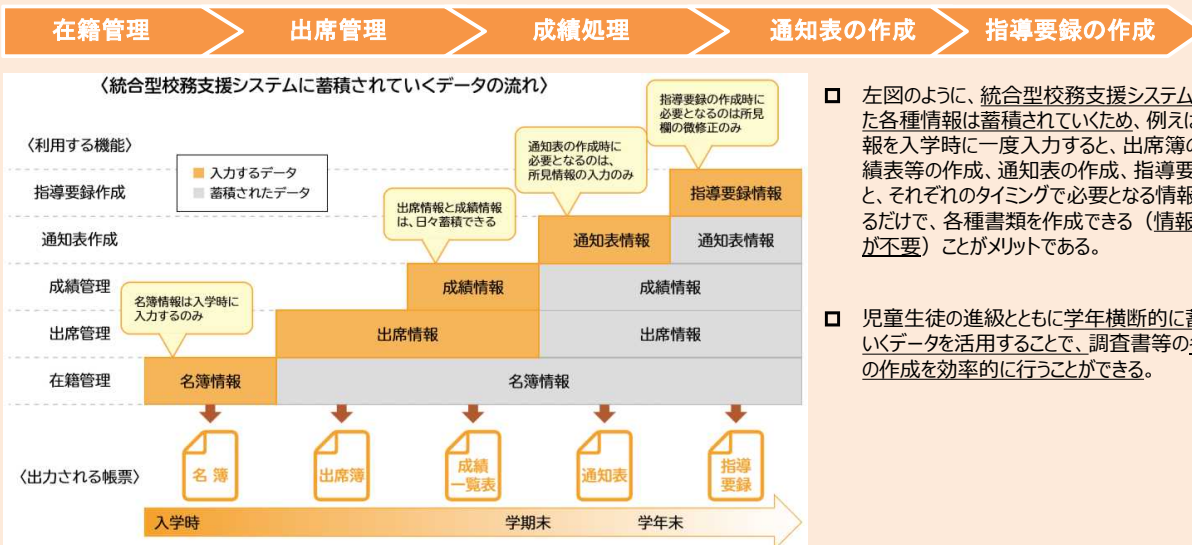 在籍管理
出席管理
成績処理
通知表の作成
指導要録の作成
〈統合型校務支援システムに蓄積されていくデータの流れ〉
〈利用する機能〉
入力するデータ
蓄積されたデータ
指導要録の作成時に
必要となるのは所見
欄の微修正のみ
通知表の作成時に
必要となるのは、
所見情報の入力のみ
出席情報と成績情報
は、日々蓄積できる
名簿情報は入学時に
入力するのみ
指導要録作成
指導要録情報
通知表作成
通知表情報
通知表情報
成績管理
成績情報
成績情報
出席管理
出席情報
出席情報
在籍管理
名簿情報
名簿情報
〈出力される帳票〉
名 簿
出席簿
成績
一覧表
通知表
指導
要録
入学時
学期末
学年末
左図のように、統合型校務支援システム
た各種情報は蓄積されていくため、例えば
報を入学時に一度入力すると、出席簿の
績表等の作成、通知表の作成、指導要
と、それぞれのタイミングで必要となる情報
るだけで、各種書類を作成できる（情報
が不要）ことがメリットである。
児童生徒の進級とともに学年横断的に蓄
いくデータを活用することで、調査書等の
の作成を効率的に行うことができる。